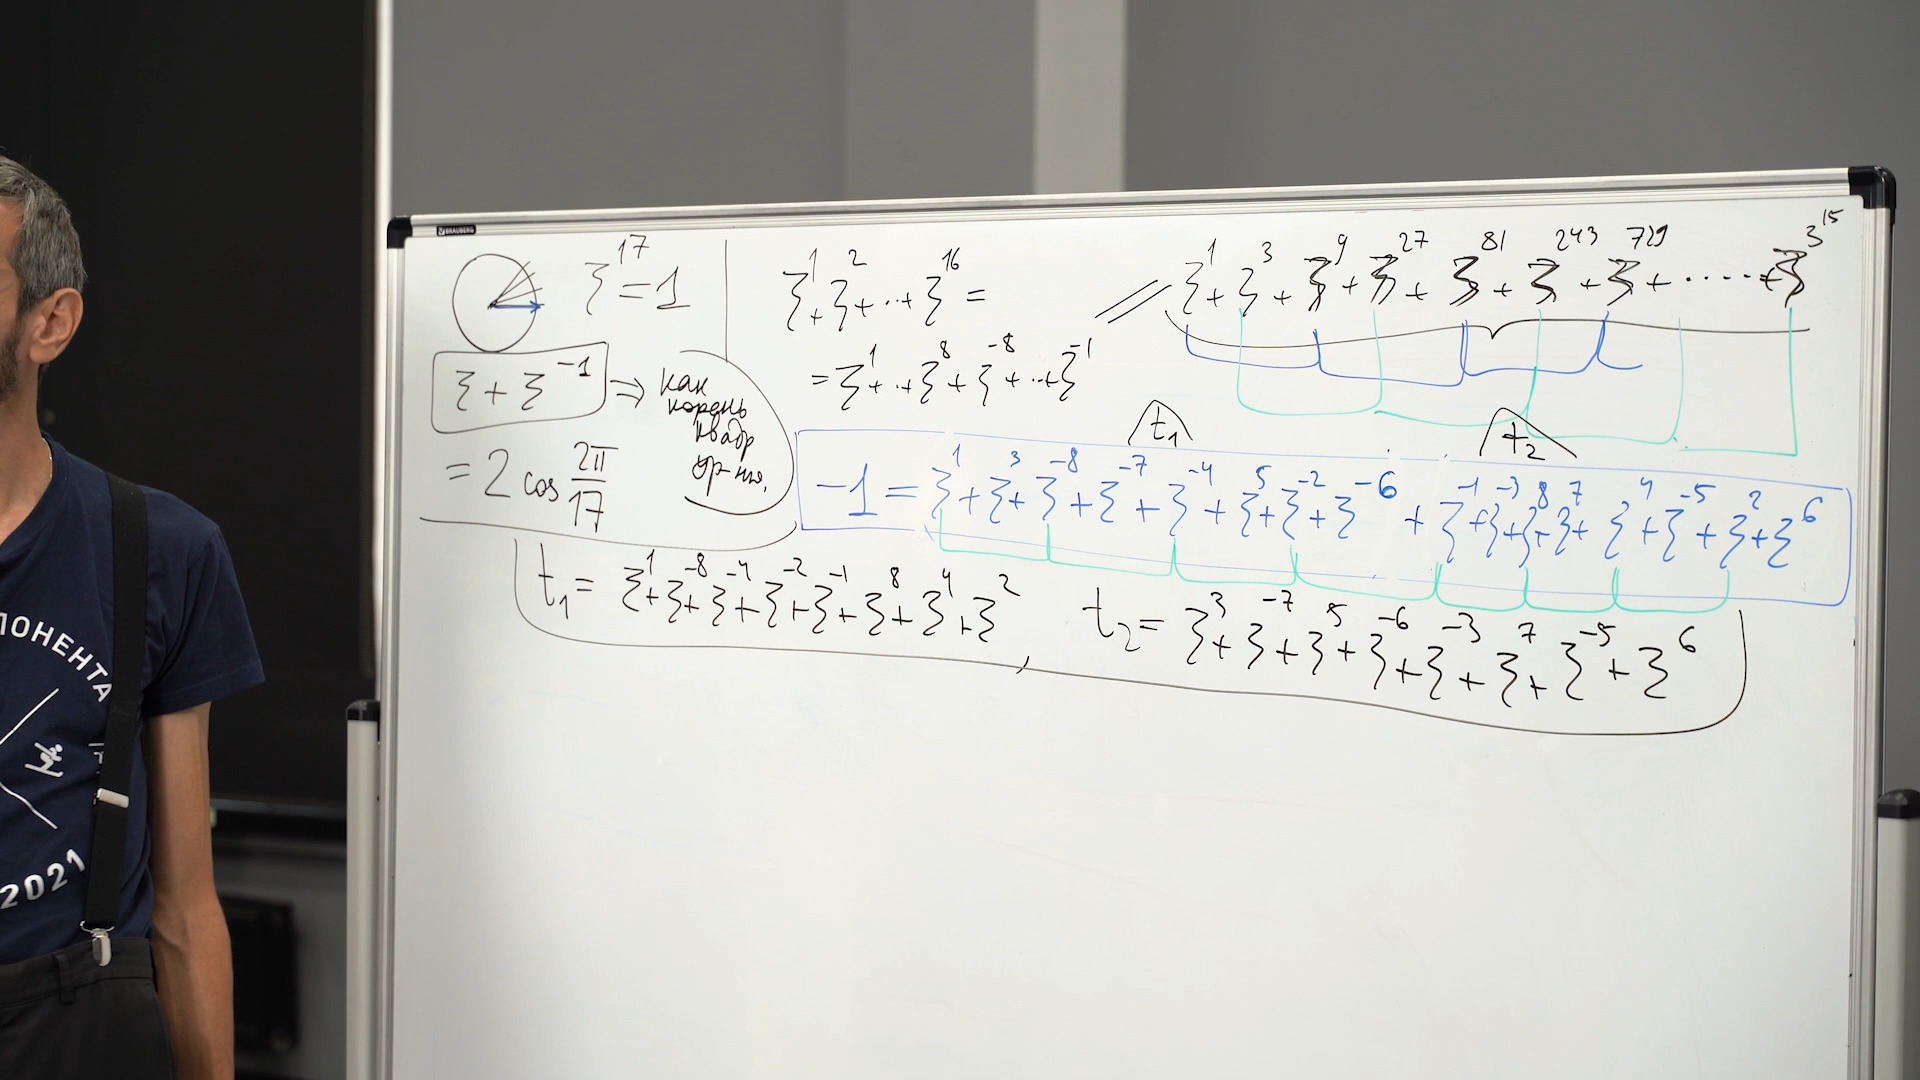 BRAUBERG
ξ^17 = 1
ξ + ξ^-1 ⇒ как корень квадр ур-ния.
= 2 cos 2π/17
ξ^1 + ξ^2 + ·· + ξ^16 =
= ξ^1 + ·· + ξ^8 + ξ^-8 + ·· + ξ^-1
// ξ^1 + ξ^3 + ξ^9 + ξ^27 + ξ^81 + ξ^243 + ξ^729 + ····· + ξ^3^15
t₁ t₂
-1 = ξ^1 + ξ^3 + ξ^-8 + ξ^-7 + ξ^-4 + ξ^5 + ξ^-2 + ξ^-6 + ξ^-1 + ξ^-3 + ξ^8 + ξ^7 + ξ^4 + ξ^-5 + ξ^2 + ξ^6
t₁ = ξ^1 + ξ^-8 + ξ^-4 + ξ^-2 + ξ^-1 + ξ^8 + ξ^4 + ξ^2 ,
t₂ = ξ^3 + ξ^-7 + ξ^5 + ξ^-6 + ξ^-3 + ξ^7 + ξ^-5 + ξ^6
ПОНЕНТА
2021